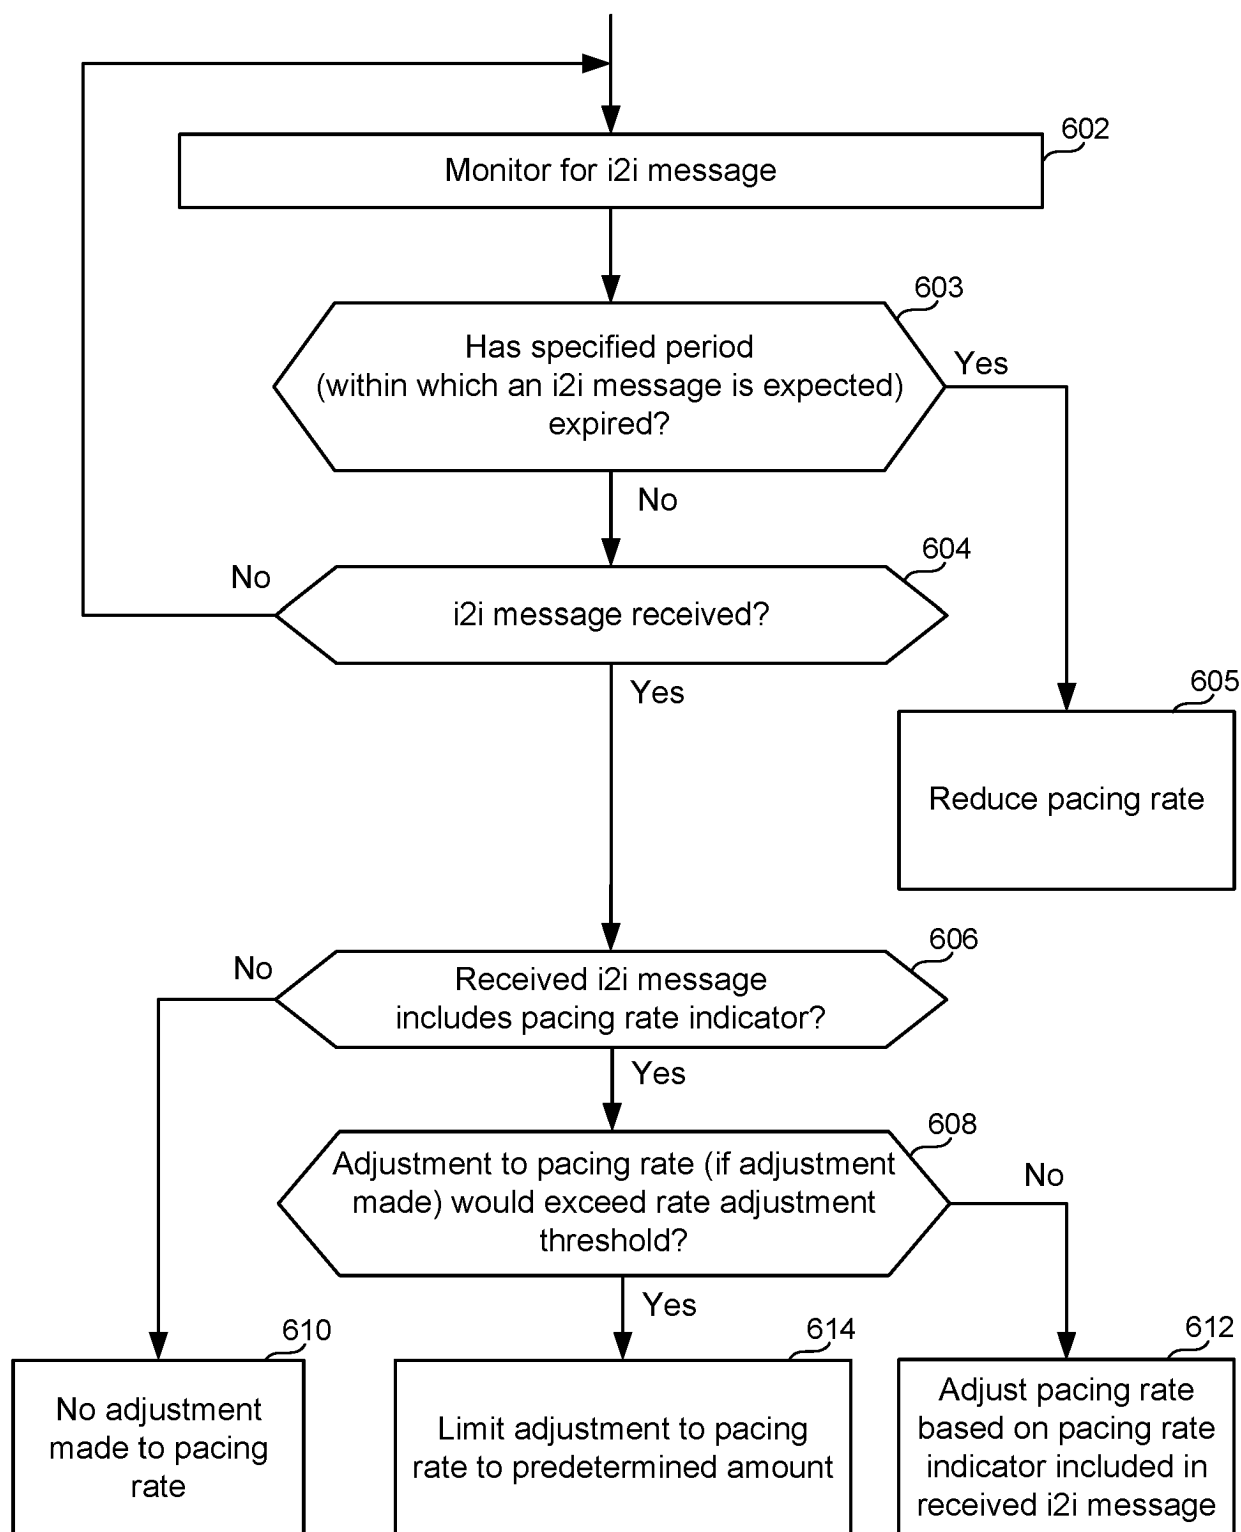 602
Monitor for i2i message
603
Has specified period
(within which an i2i message is expected)
expired?
Yes
No
604
No
i2i message received?
Yes
605
Reduce pacing rate
606
No
Received i2i message
includes pacing rate indicator?
Yes
608
Adjustment to pacing rate (if adjustment
made) would exceed rate adjustment
threshold?
No
Yes
610
No adjustment
made to pacing
rate
614
Limit adjustment to pacing
rate to predetermined amount
612
Adjust pacing rate
based on pacing rate
indicator included in
received i2i message